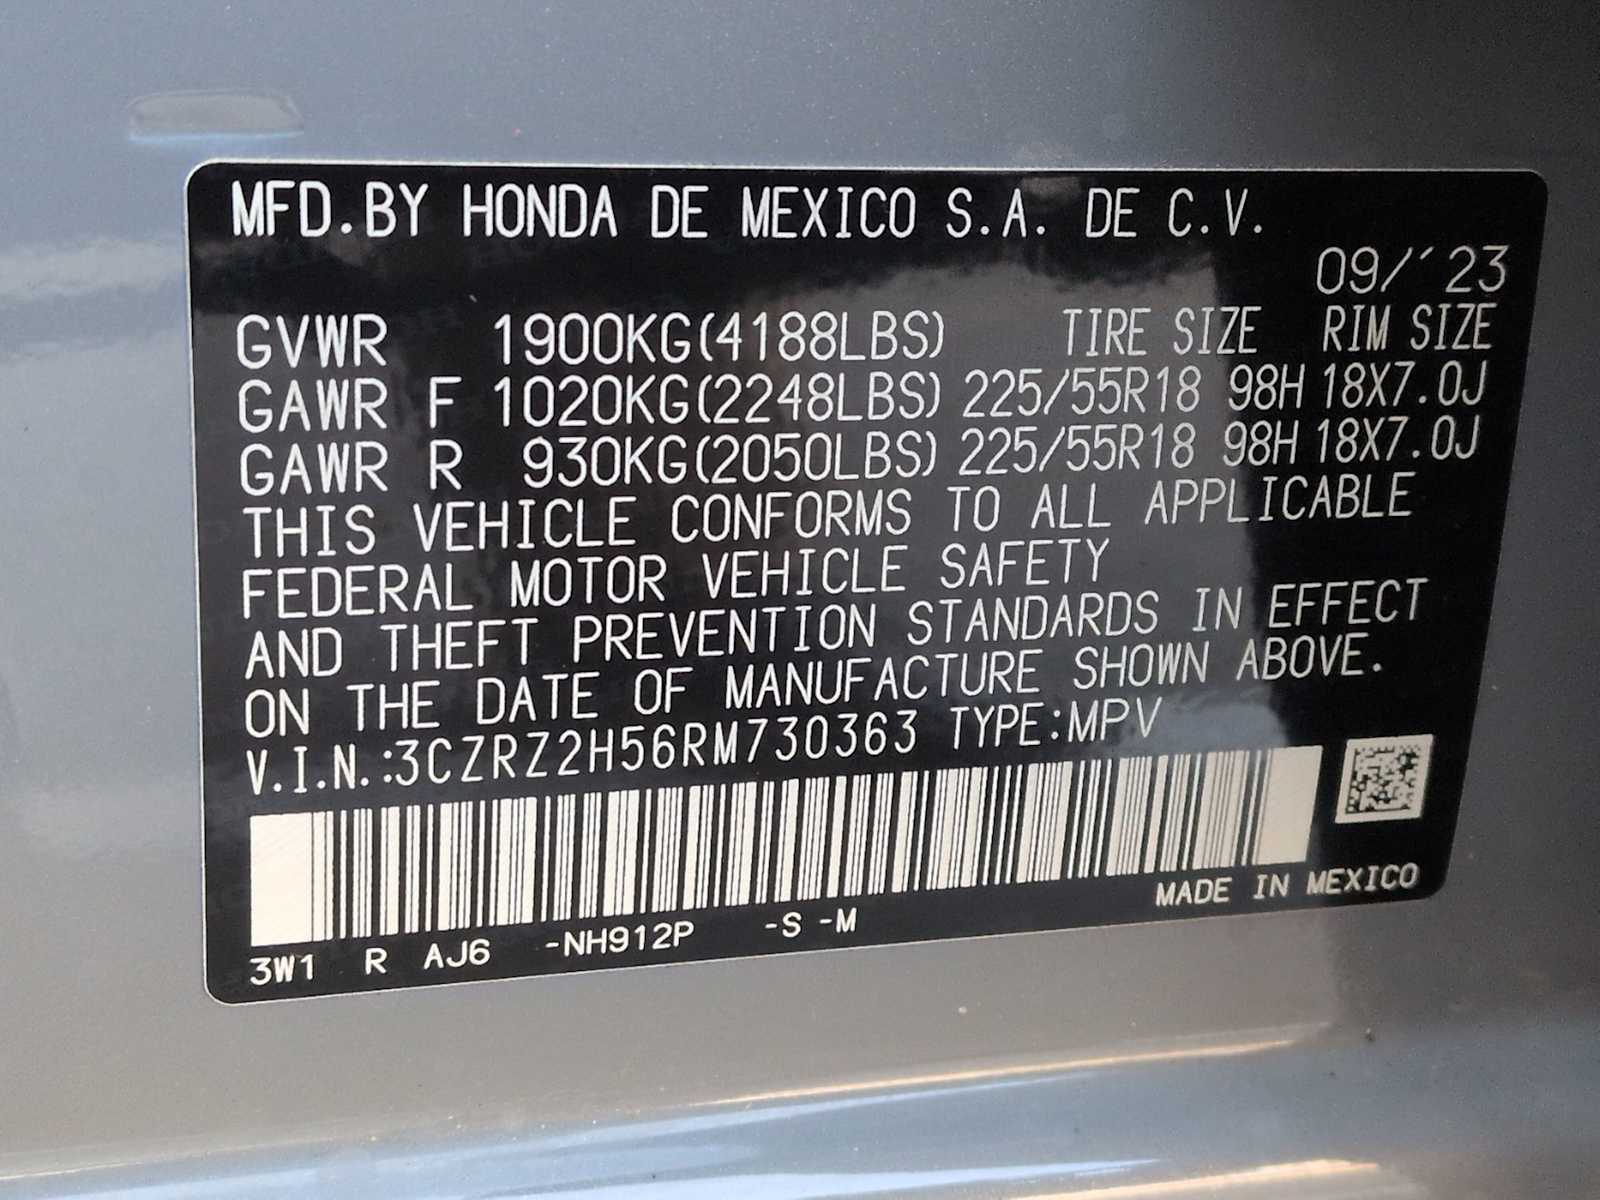 MFD.BY HONDA DE MEXICO S.A. DE C.V.
09/'23
GVWR 1900KG(4188LBS) TIRE SIZE RIM SIZE
GAWR F 1020KG(2248LBS) 225/55R18 98H 18X7.0J
GAWR R 930KG(2050LBS) 225/55R18 98H 18X7.0J
THIS VEHICLE CONFORMS TO ALL APPLICABLE
FEDERAL MOTOR VEHICLE SAFETY
AND THEFT PREVENTION STANDARDS IN EFFECT
ON THE DATE OF MANUFACTURE SHOWN ABOVE.
V.I.N.:3CZRZ2H56RM730363 TYPE:MPV
MADE IN MEXICO
3W1 R AJ6 -NH912P -S -M